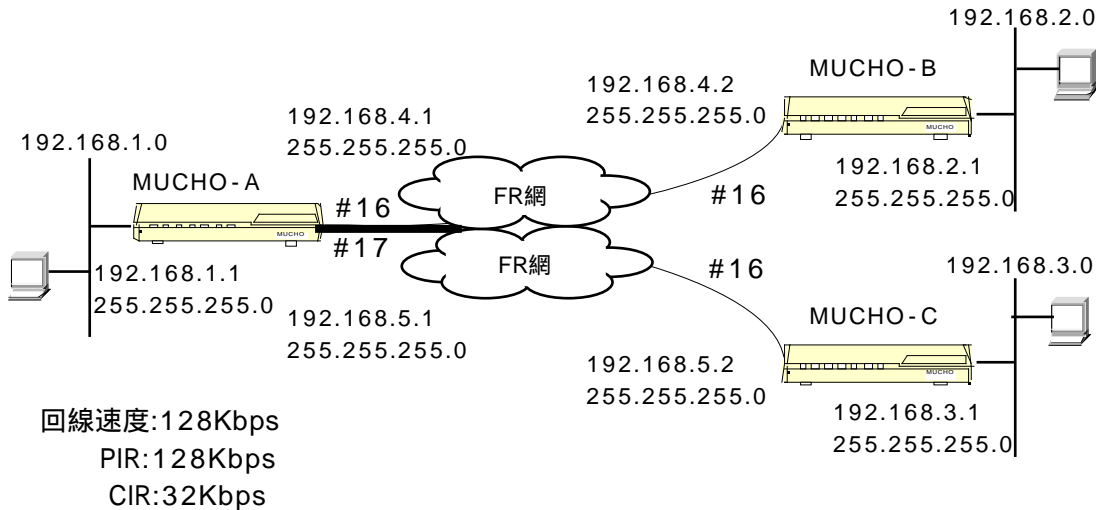 192.168.2.0
MUCHO-B
192.168.4.2
255.255.255.0
192.168.4.1
255.255.255.0
192.168.1.0
MUCHO
MUCHO-A
FR網
#16
192.168.2.1
255.255.255.0
#16
MUCHO
#17
FR網
#16
192.168.3.0
192.168.1.1
255.255.255.0
192.168.5.1
255.255.255.0
MUCHO-C
192.168.5.2
255.255.255.0
MUCHO
192.168.3.1
255.255.255.0
回線速度:128Kbps
PIR:128Kbps
CIR:32Kbps